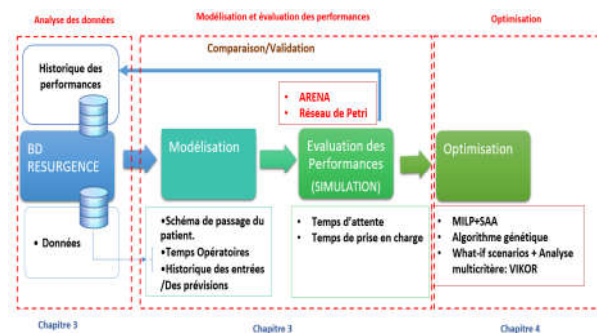 Analyse des données
Modélisation et évaluation des performances
Optimisation
Comparaison/Validation
Historique des
performances
• ARENA
• Réseau de Petri
BD
RESURGENCE
Modélisation
Evaluation des
Performances
(SIMULATION)
Optimisation
• Données
•Schéma de passage du
patient.
•Temps Opératoires
•Historique des entrées
/Des prévisions
• Temps d'attente
• Temps de prise en charge
• MILP+SAA
• Algorithme génétique
• What-if scenarios + Analyse
multicritère: VIKOR
Chapitre 3
Chapitre 3
Chapitre 4